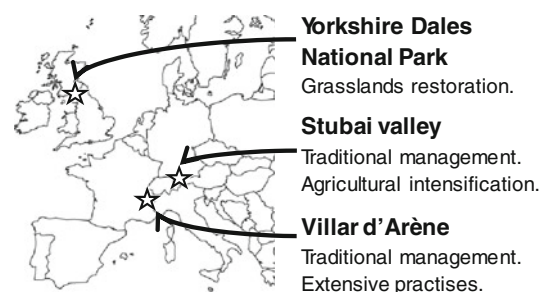 Yorkshire Dales
National Park
Grasslands restoration.
Stubai valley
Traditional management.
Agricultural intensification.
Villar d'Arène
Traditional management.
Extensive practises.